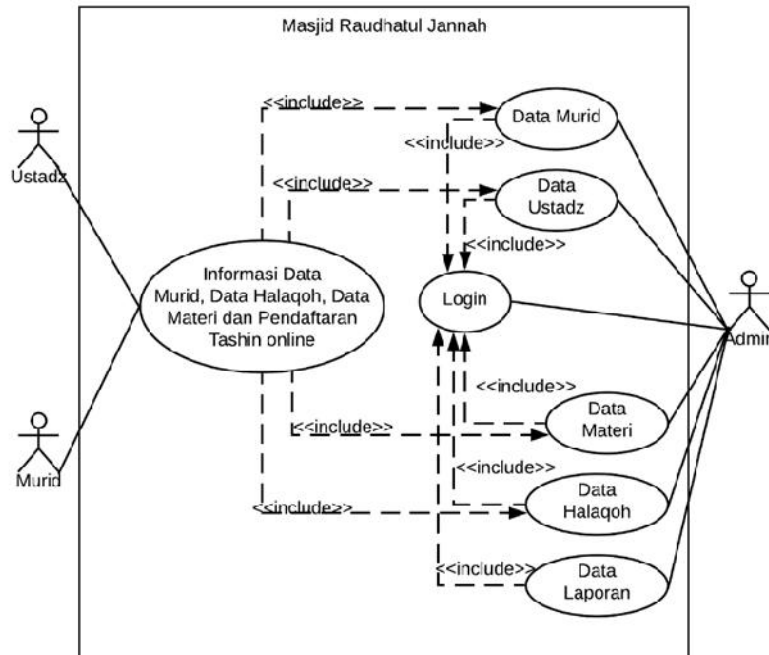 Masjid Raudhatul Jannah
<<include>>
Data Murid
<<include>>
Ustadz
<<include>>
Data
Ustadz
<<include>>
Informasi Data
Murid, Data Halaqoh, Data
Materi dan Pendaftaran
Tashin online
Login
Admin
<<include>>
Data
Materi
<<include>>
Murid
<<include>>
Data
Halaqoh
<<include>>
<<include>>
Data
Laporan